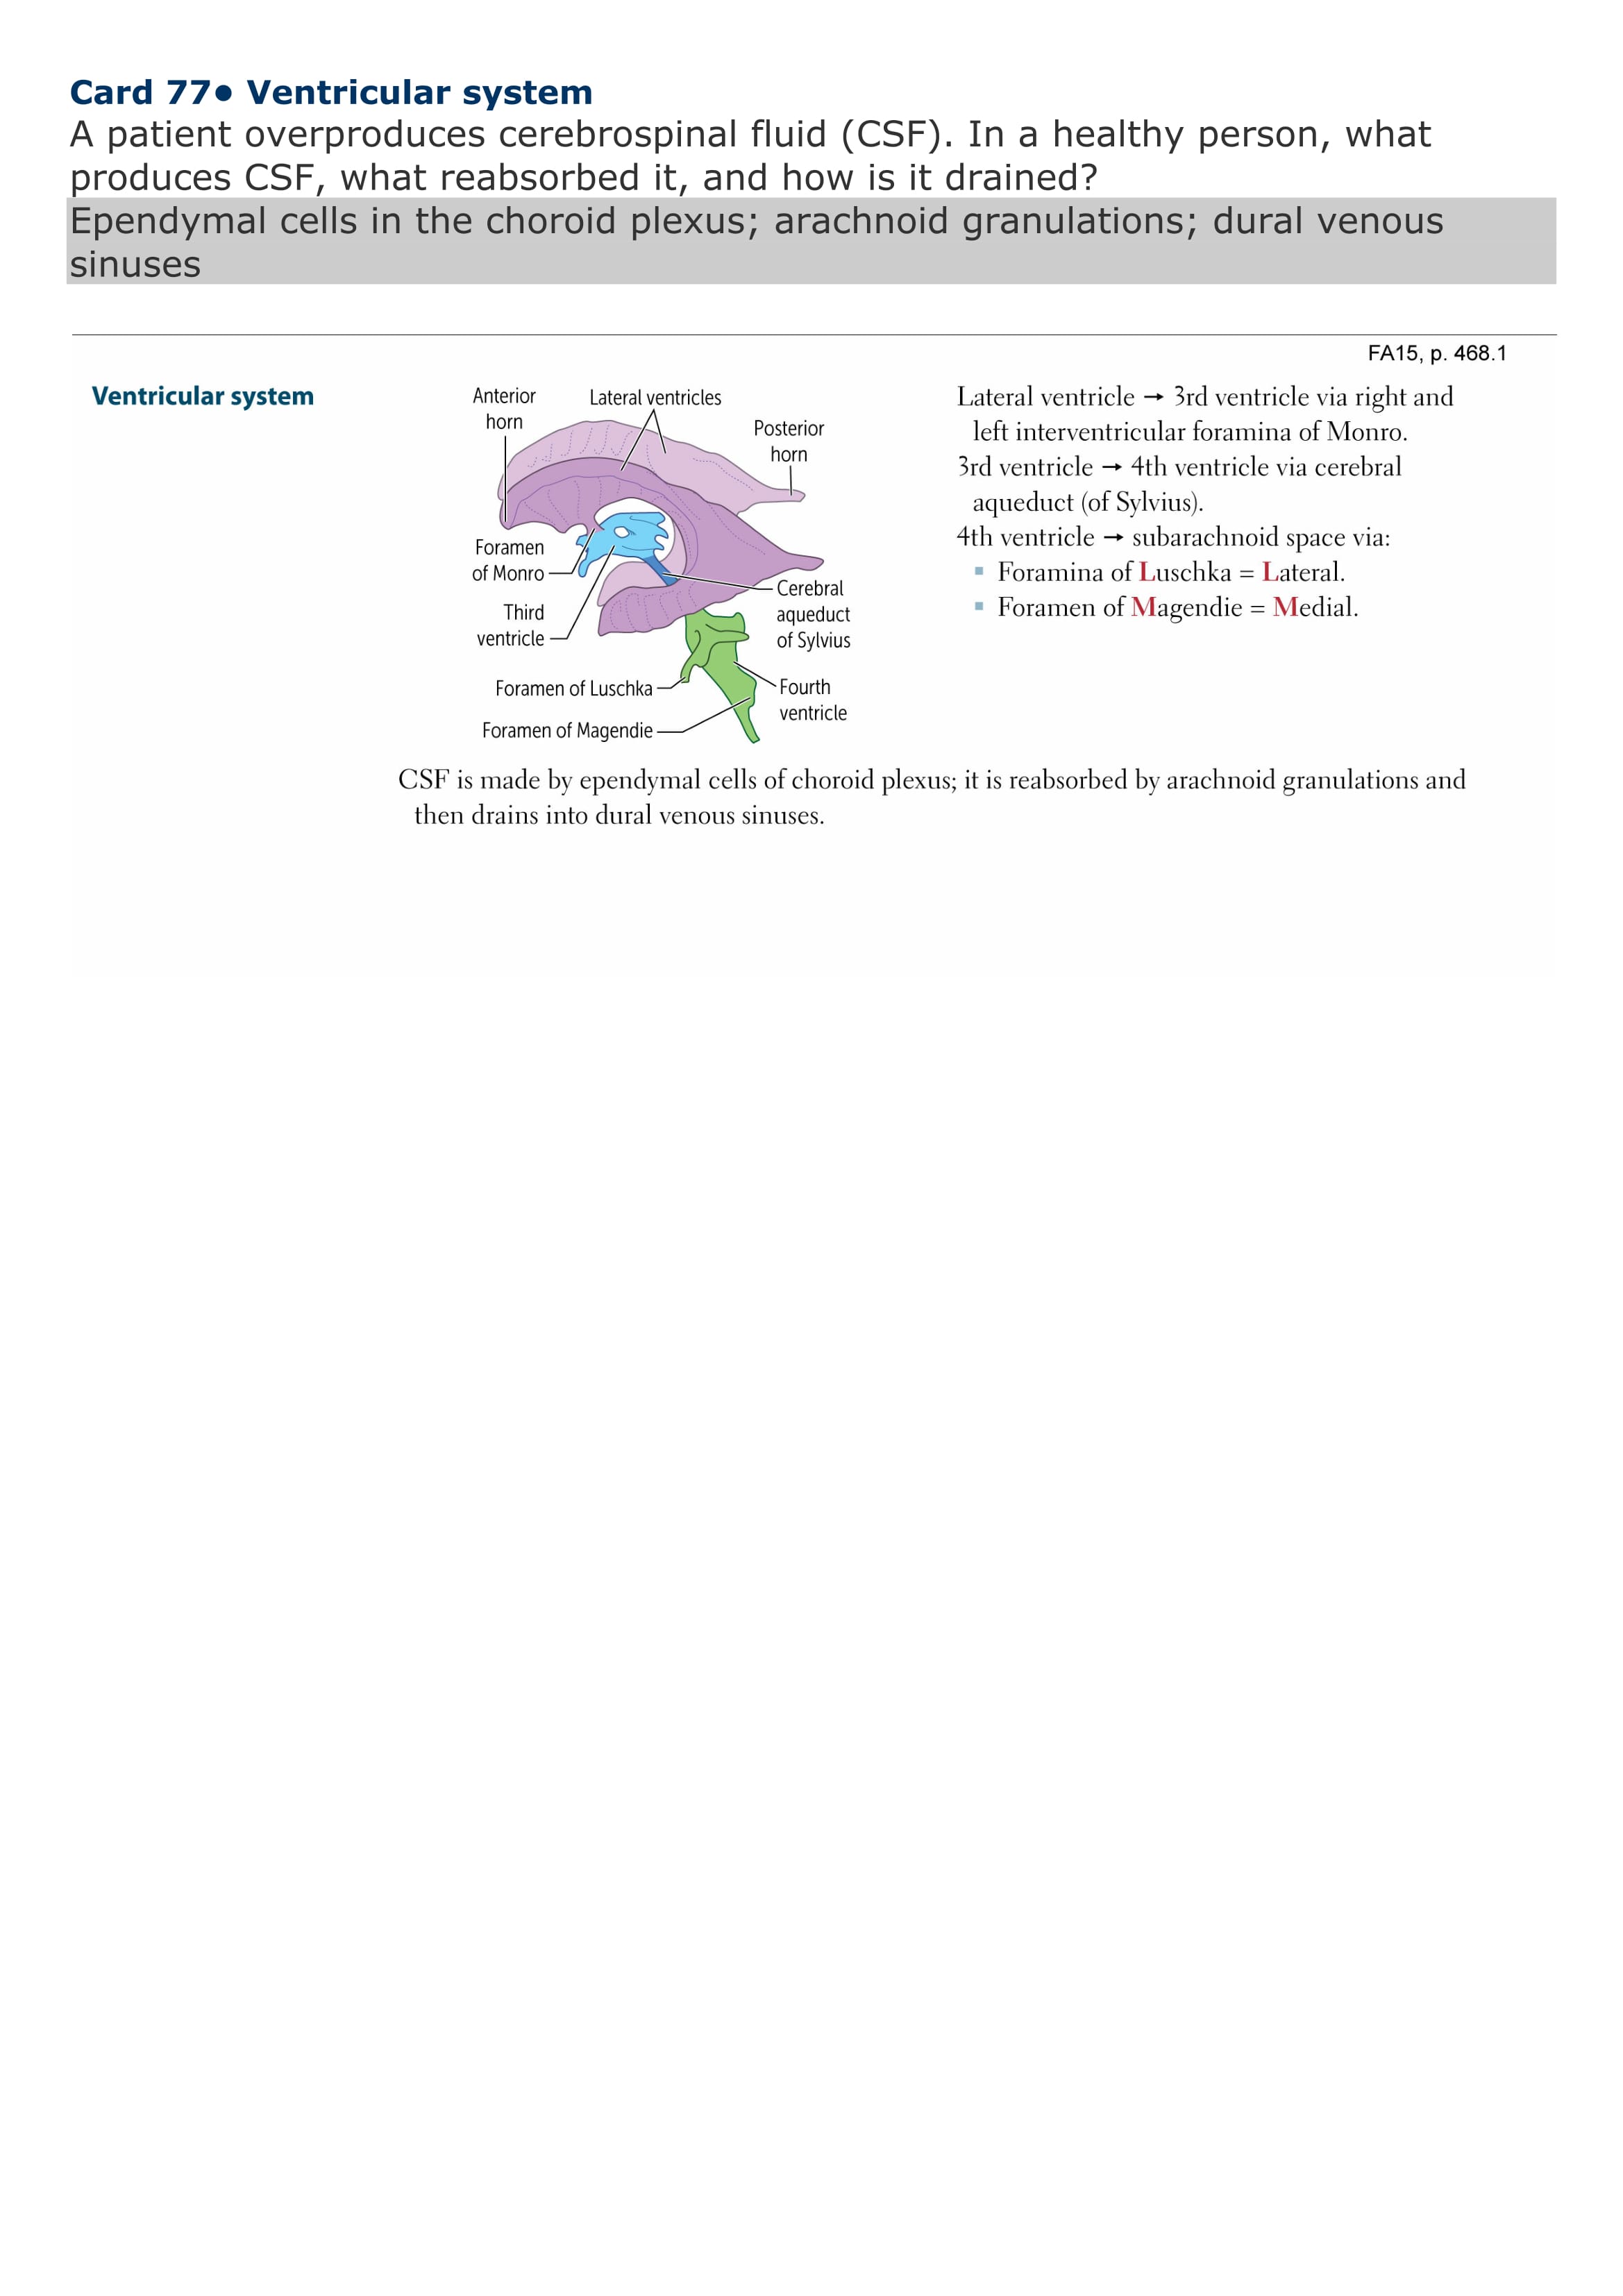 Card 77● Ventricular system
A patient overproduces cerebrospinal fluid (CSF). In a healthy person, what
produces CSF, what reabsorbed it, and how is it drained?
Ependymal cells in the choroid plexus; arachnoid granulations; dural venous
sinuses
FA15, p. 468.1
Ventricular system
Anterior
horn
Lateral ventricles
Posterior
horn
Foramen
of Monro
Third
ventricle
Cerebral
aqueduct
of Sylvius
Foramen of Luschka
Fourth
ventricle
Foramen of Magendie
Lateral ventricle → 3rd ventricle via right and
left interventricular foramina of Monro.
3rd ventricle → 4th ventricle via cerebral
aqueduct (of Sylvius).
4th ventricle → subarachnoid space via:
▪ Foramina of Luschka = Lateral.
▪ Foramen of Magendie = Medial.
CSF is made by ependymal cells of choroid plexus; it is reabsorbed by arachnoid granulations and
then drains into dural venous sinuses.